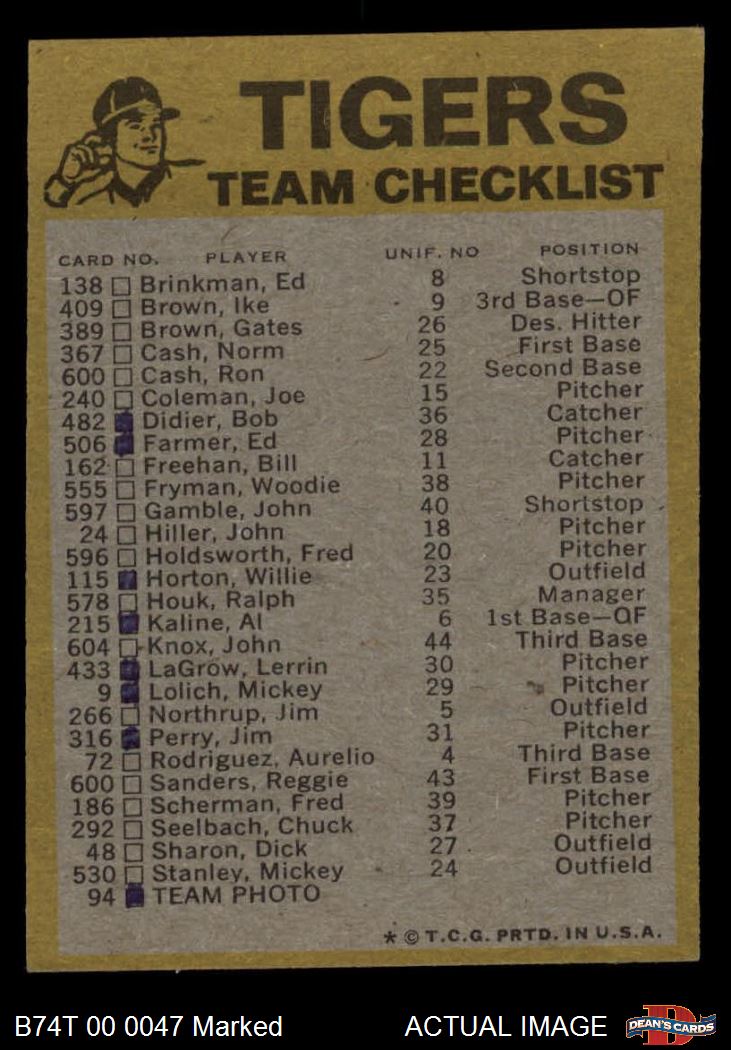 TIGERS
TEAM CHECKLIST
CARD NO. PLAYER UNIF. NO POSITION
138 Brinkman, Ed 8 Shortstop
409 Brown, Ike 9 3rd Base—OF
389 Brown, Gates 26 Des. Hitter
367 Cash, Norm 25 First Base
600 Cash, Ron 22 Second Base
240 Coleman, Joe 15 Pitcher
482 Didier, Bob 36 Catcher
506 Farmer, Ed 28 Pitcher
162 Freehan, Bill 11 Catcher
555 Fryman, Woodie 38 Pitcher
597 Gamble, John 40 Shortstop
24 Hiller, John 18 Pitcher
596 Holdsworth, Fred 20 Pitcher
115 Horton, Willie 23 Outfield
578 Houk, Ralph 35 Manager
215 Kaline, Al 6 1st Base—OF
604 Knox, John 44 Third Base
433 LaGrow, Lerrin 30 Pitcher
9 Lolich, Mickey 29 Pitcher
266 Northrup, Jim 5 Outfield
316 Perry, Jim 31 Pitcher
72 Rodriguez, Aurelio 4 Third Base
600 Sanders, Reggie 43 First Base
186 Scherman, Fred 39 Pitcher
292 Seelbach, Chuck 37 Pitcher
48 Sharon, Dick 27 Outfield
530 Stanley, Mickey 24 Outfield
94 TEAM PHOTO
* © T.C.G. PRTD. IN U.S.A.
B74T 00 0047 Marked ACTUAL IMAGE D DEAN'S CARDS